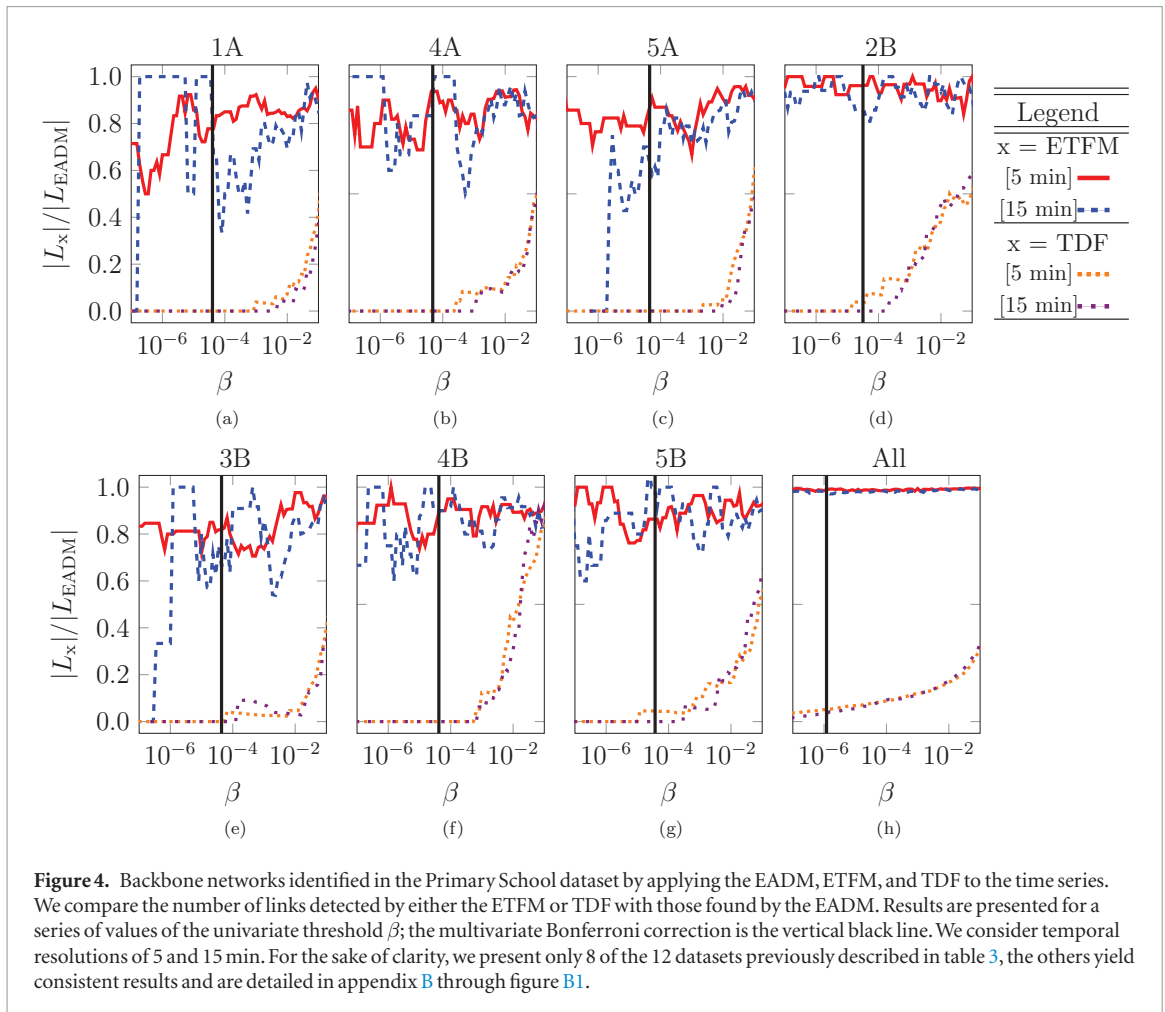 1A 4A 5A 2B
1.0
0.8
0.6
0.4
0.2
0.0
|L_x|/|L_EADM|
10^−6 10^−4 10^−2 10^−6 10^−4 10^−2 10^−6 10^−4 10^−2 10^−6 10^−4 10^−2
β β β β
(a) (b) (c) (d)
Legend
x = ETFM
[5 min]
[15 min]
x = TDF
[5 min]
[15 min]
3B 4B 5B All
1.0
0.8
0.6
0.4
0.2
0.0
|L_x|/|L_EADM|
10^−6 10^−4 10^−2 10^−6 10^−4 10^−2 10^−6 10^−4 10^−2 10^−6 10^−4 10^−2
β β β β
(e) (f) (g) (h)
Figure 4. Backbone networks identified in the Primary School dataset by applying the EADM, ETFM, and TDF to the time series.
We compare the number of links detected by either the ETFM or TDF with those found by the EADM. Results are presented for a
series of values of the univariate threshold β; the multivariate Bonferroni correction is the vertical black line. We consider temporal
resolutions of 5 and 15 min. For the sake of clarity, we present only 8 of the 12 datasets previously described in table 3, the others yield
consistent results and are detailed in appendix B through figure B1.